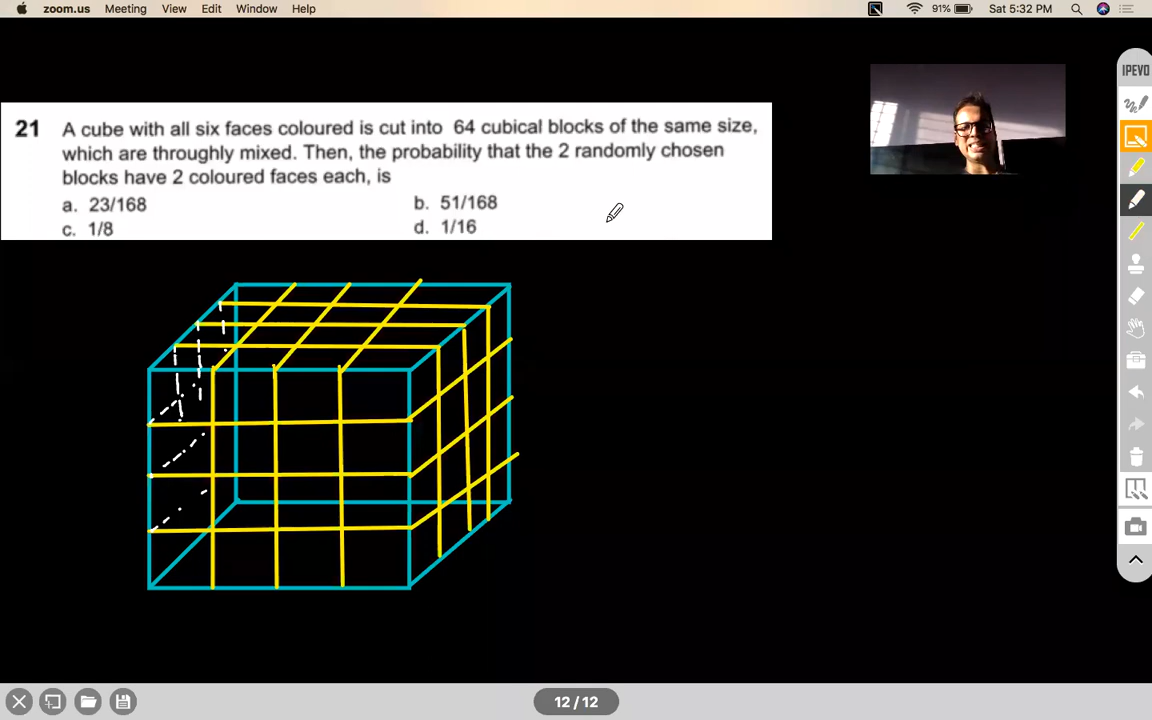 zoom.us Meeting View Edit Window Help 91% Sat 5:32 PM
IPEVO
21 A cube with all six faces coloured is cut into 64 cubical blocks of the same size,
which are throughly mixed. Then, the probability that the 2 randomly chosen
blocks have 2 coloured faces each, is
a. 23/168 b. 51/168
c. 1/8 d. 1/16
12 / 12